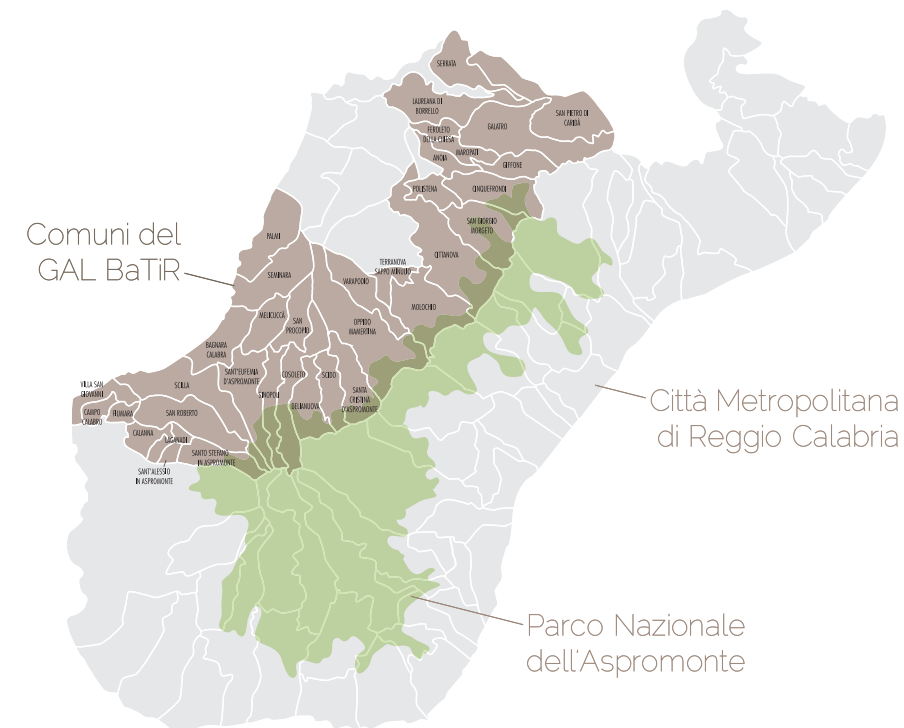 SERRATA
LAUREANA DI
BORRELLO
SAN PIETRO DI
CARIDÀ
GALATRO
FEROLETO
DELLA CHIESA
MAROPATI
ANOIA
GIFFONE
POLISTENA
CINQUEFRONDI
SAN GIORGIO
MORGETO
CITTANOVA
Comuni del
GAL BaTiR
PALMI
TERRANOVA
SAPPO MINULIO
SEMINARA
VARAPODIO
MOLOCHIO
MELICUCCÀ
SAN
PROCOPIO
OPPIDO
MAMERTINA
BAGNARA
CALABRA
SANT'EUFEMIA
D'ASPROMONTE
COSOLETO
SCIDO
SINOPOLI
DELIANUOVA
SANTA
CRISTINA
D'ASPROMONTE
VILLA SAN
GIOVANNI
SCILLA
CAMPO
CALABRO
FIUMARA
SAN ROBERTO
CALANNA
LAGANADI
SANTO STEFANO
IN ASPROMONTE
SANT'ALESSIO
IN ASPROMONTE
Città Metropolitana
di Reggio Calabria
Parco Nazionale
dell'Aspromonte